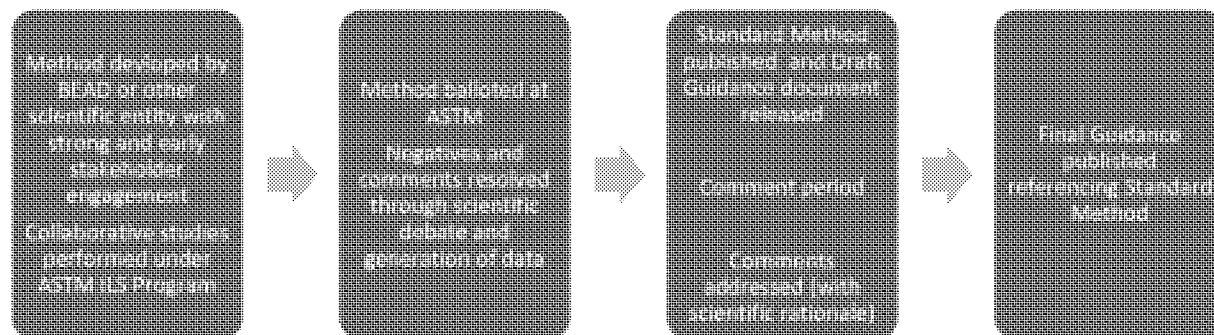 Method developed by
BEAD or other
scientific entity with
strong and early
stakeholder
engagement
Collaborative studies
performed under
ASTM ILS Program
Method balloted at
ASTM
Negatives and
comments resolved
through scientific
debate and
generation of data
Standard Method
published and Draft
Guidance document
released
Comment period
Comments
addressed (with
scientific rationale)
Final Guidance
published
referencing Standard
Method